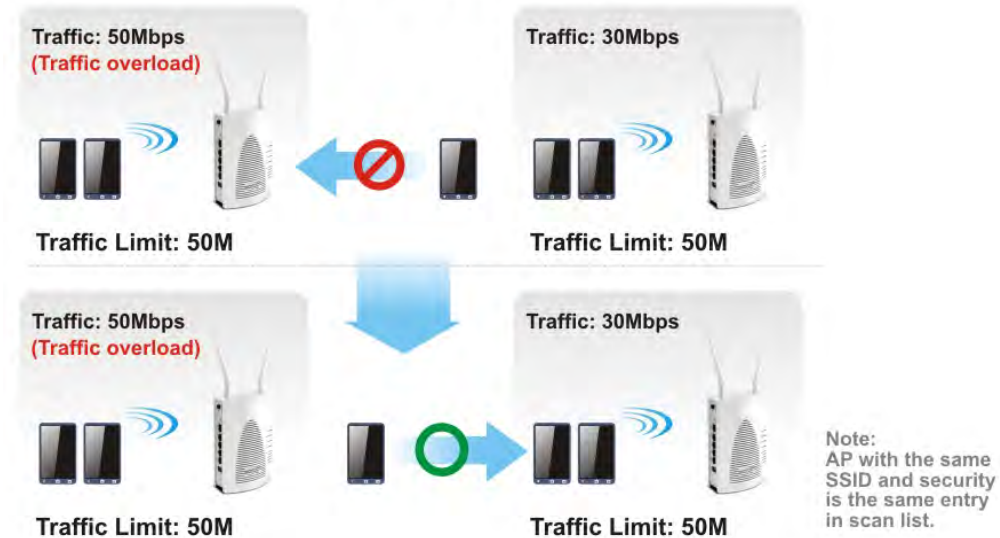 Traffic: 50Mbps
(Traffic overload)
Traffic: 30Mbps
Traffic Limit: 50M
Traffic Limit: 50M
Traffic: 50Mbps
(Traffic overload)
Traffic: 30Mbps
Traffic Limit: 50M
Traffic Limit: 50M
Note:
AP with the same
SSID and security
is the same entry
in scan list.